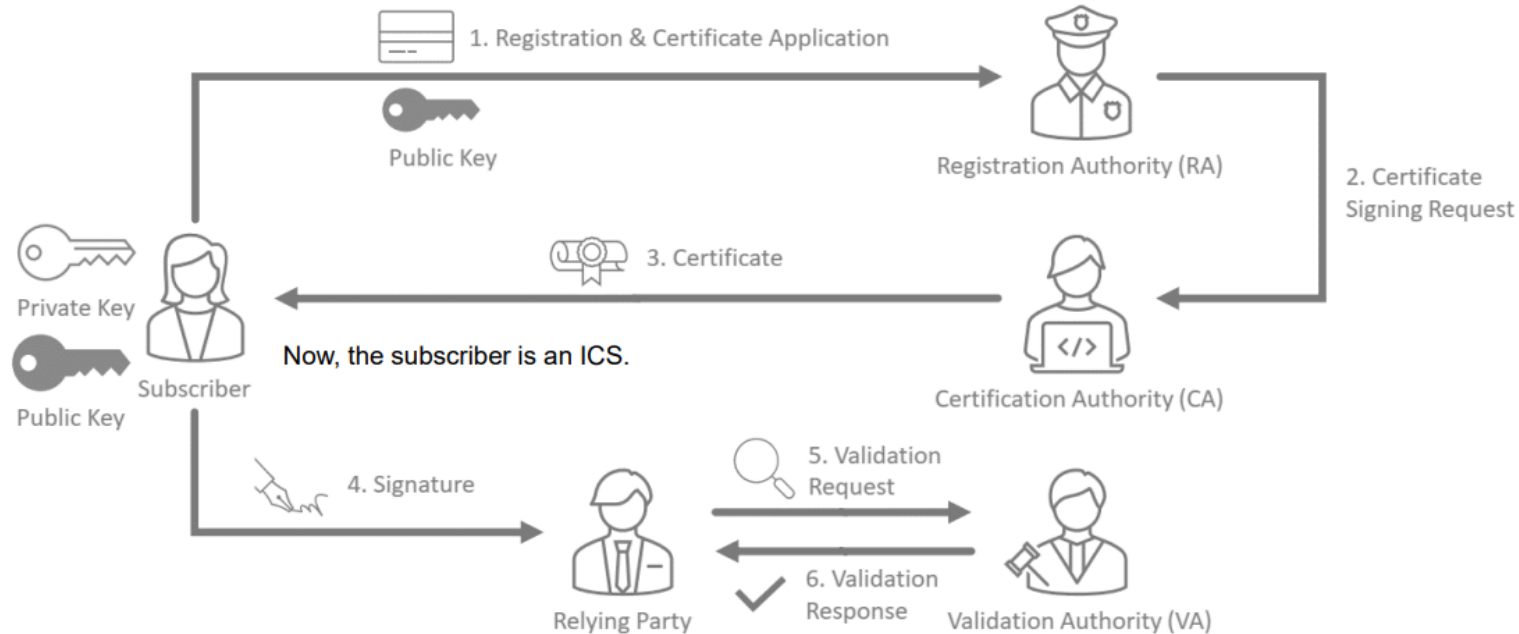 1. Registration & Certificate Application
Public Key
Registration Authority (RA)
2. Certificate
Signing Request
3. Certificate
Private Key
Now, the subscriber is an ICS.
Subscriber
Public Key
</>
Certification Authority (CA)
4. Signature
5. Validation
Request
6. Validation
Response
Relying Party
Validation Authority (VA)